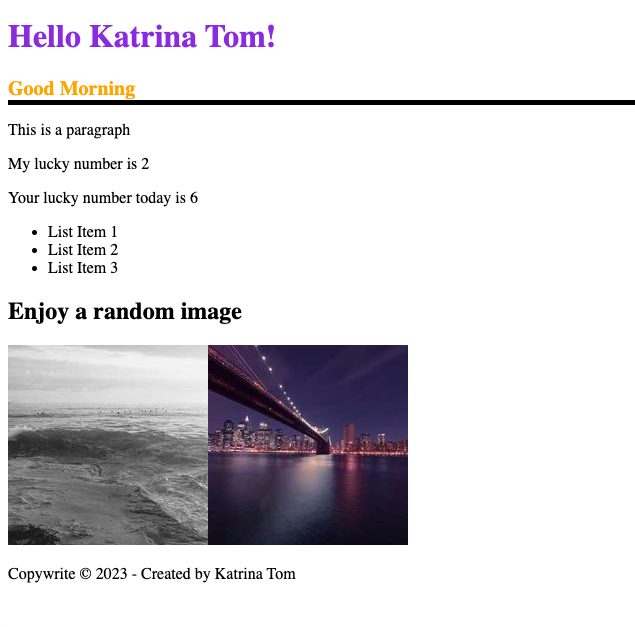 Hello Katrina Tom!
Good Morning
This is a paragraph
My lucky number is 2
Your lucky number today is 6
• List Item 1
• List Item 2
• List Item 3
Enjoy a random image
Copywrite © 2023 - Created by Katrina Tom